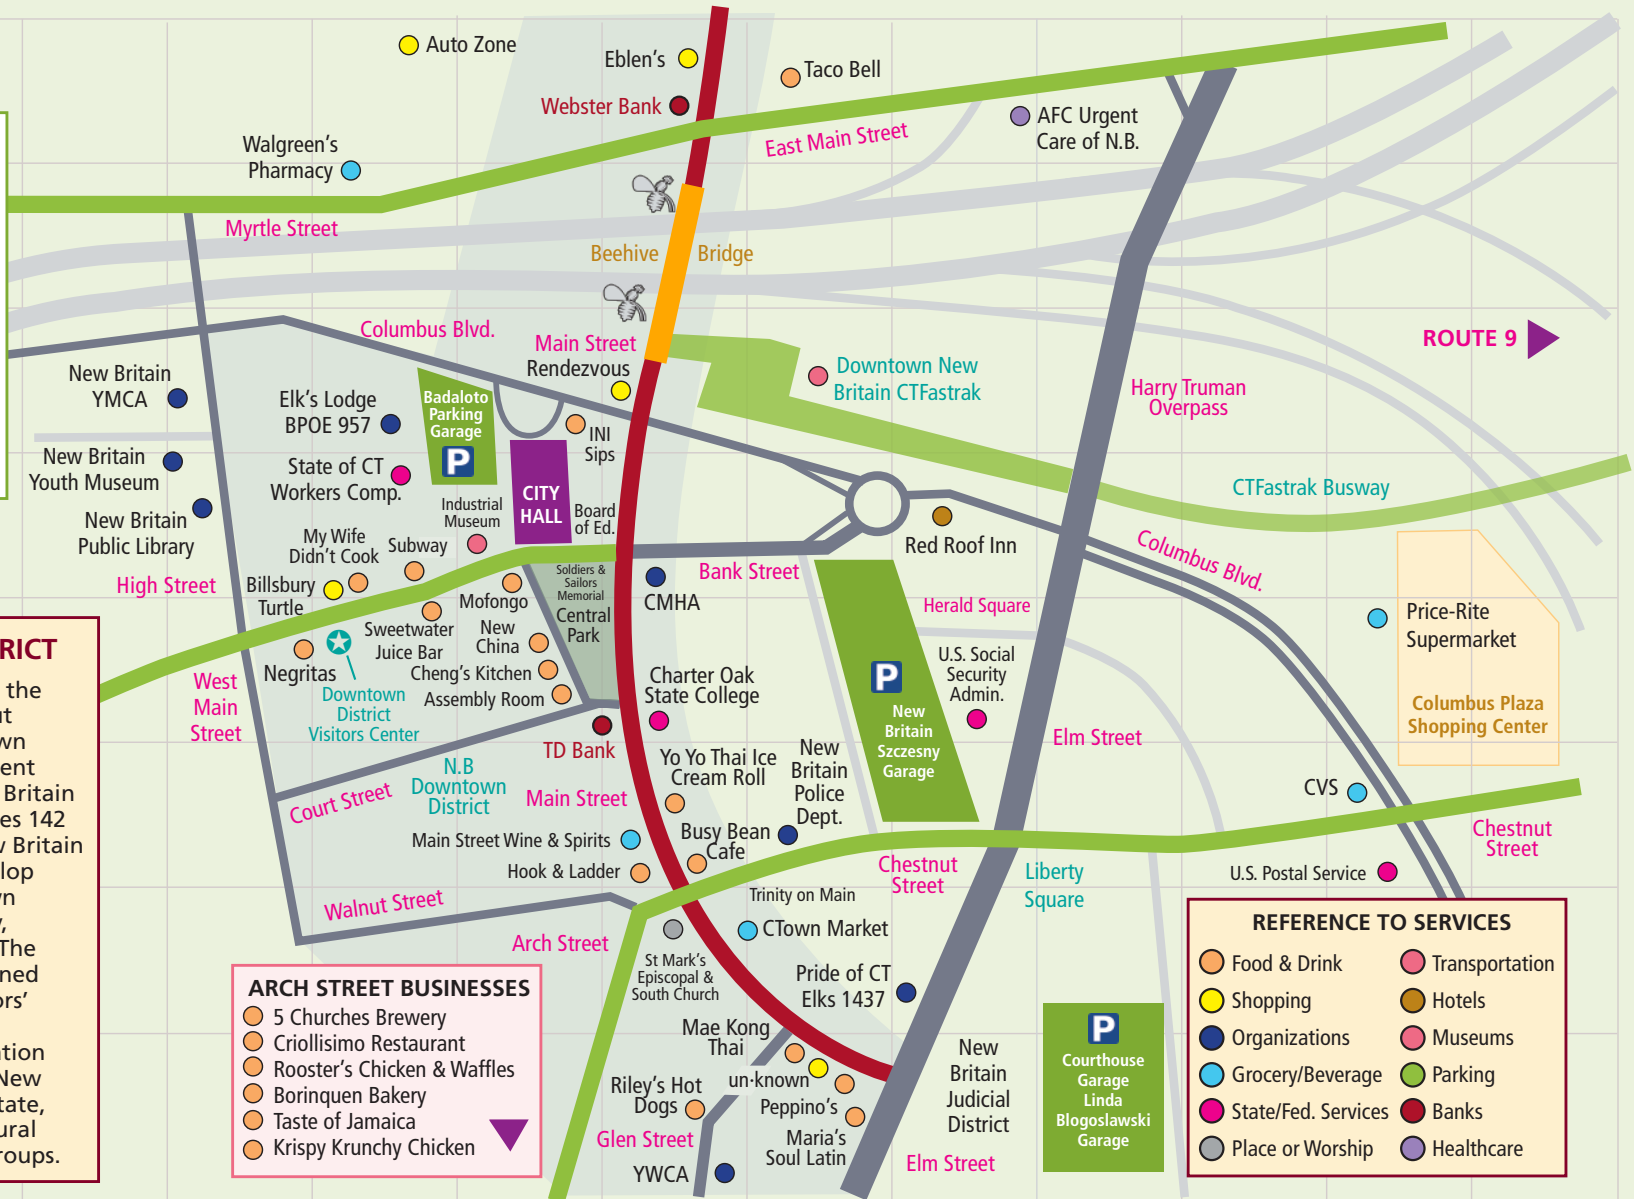 Auto Zone
Eblen's
Webster Bank
Taco Bell
East Main Street
AFC Urgent
Care of N.B.
Walgreen's
Pharmacy
Myrtle Street
Beehive Bridge
Columbus Blvd.
Main Street
Rendezvous
ROUTE 9
Downtown New
Britain CTFastrak
Harry Truman
Overpass
New Britain
YMCA
Elk's Lodge
BPOE 957
Badaloto
Parking
Garage
P
INI
Sips
New Britain
Youth Museum
State of CT
Workers Comp.
CITY
HALL
Industrial
Museum
Board
of Ed.
CTFastrak Busway
New Britain
Public Library
My Wife
Didn't Cook
Subway
Red Roof Inn
Columbus Blvd.
High Street
Billsbury
Turtle
Mofongo
Soldiers &
Sailors
Memorial
Central
Park
Bank Street
CMHA
Herald Square
Price-Rite
Supermarket
Sweetwater
Juice Bar
New
China
Negritas
Cheng's Kitchen
Assembly Room
Downtown
District
Visitors Center
West
Main
Street
Charter Oak
State College
P
New
Britain
Szczesny
Garage
U.S. Social
Security
Admin.
Columbus Plaza
Shopping Center
Elm Street
TD Bank
N.B
Downtown
District
Court Street
Main Street
Yo Yo Thai Ice
Cream Roll
New
Britain
Police
Dept.
CVS
Main Street Wine & Spirits
Busy Bean
Cafe
Hook & Ladder
Chestnut
Street
Liberty
Square
Chestnut
Street
U.S. Postal Service
Walnut Street
Arch Street
Trinity on Main
CTown Market
St Mark's
Episcopal &
South Church
Pride of CT
Elks 1437
Mae Kong
Thai
un·known
Riley's Hot
Dogs
Peppino's
Maria's
Soul Latin
Glen Street
YWCA
New
Britain
Judicial
District
Elm Street
P
Courthouse
Garage
Linda
Blogoslawski
Garage
RICT
the
ut
wn
ent
Britain
es 142
w Britain
lop
n
y,
The
ned
ors'
ation
New
tate,
ural
roups.
ARCH STREET BUSINESSES
5 Churches Brewery
Criollisimo Restaurant
Rooster's Chicken & Waffles
Borinquen Bakery
Taste of Jamaica
Krispy Krunchy Chicken
REFERENCE TO SERVICES
Food & Drink
Shopping
Organizations
Grocery/Beverage
State/Fed. Services
Place or Worship
Transportation
Hotels
Museums
Parking
Banks
Healthcare